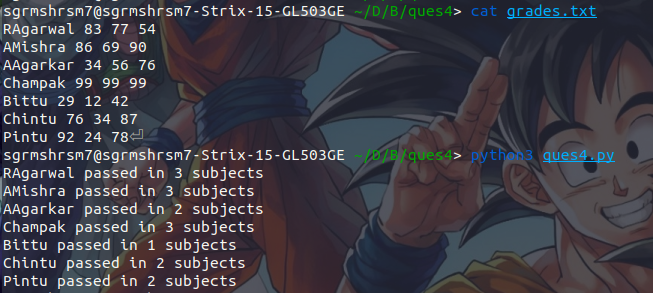 sgrmshrsm7@sgrmshrsm7-Strix-15-GL503GE ~/D/B/ques4> cat grades.txt
RAgarwal 83 77 54
AMishra 86 69 90
AAgarkar 34 56 76
Champak 99 99 99
Bittu 29 12 42
Chintu 76 34 87
Pintu 92 24 78⏎
sgrmshrsm7@sgrmshrsm7-Strix-15-GL503GE ~/D/B/ques4> python3 ques4.py
RAgarwal passed in 3 subjects
AMishra passed in 3 subjects
AAgarkar passed in 2 subjects
Champak passed in 3 subjects
Bittu passed in 1 subjects
Chintu passed in 2 subjects
Pintu passed in 2 subjects